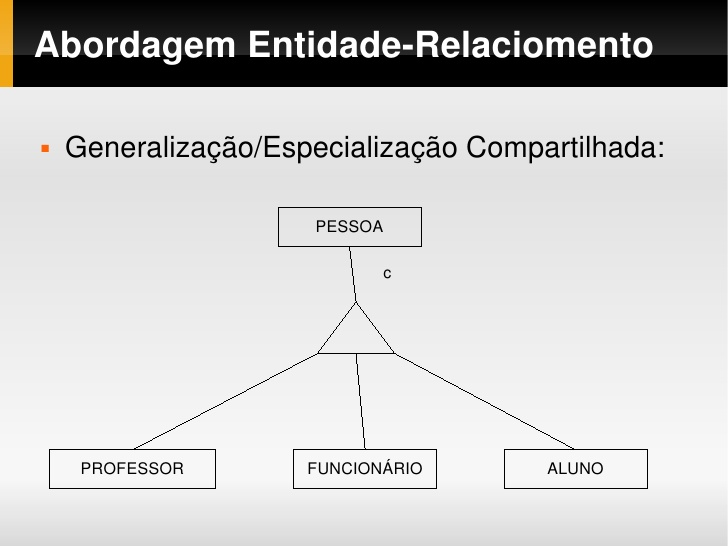 Abordagem Entidade-Relaciomento
Generalização/Especialização Compartilhada:
PESSOA
c
PROFESSOR
FUNCIONÁRIO
ALUNO